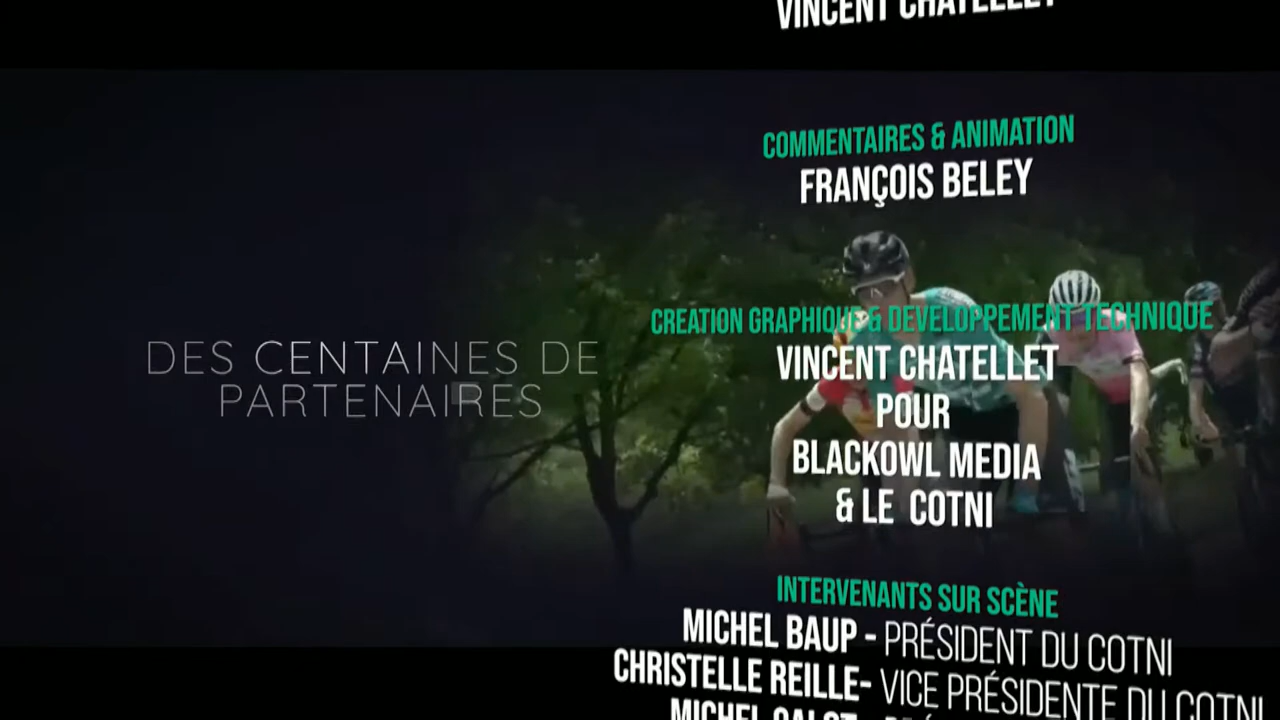 VINCENT CHATELLET
COMMENTAIRES & ANIMATION
FRANÇOIS BELEY
CREATION GRAPHIQUE & DEVELOPPEMENT TECHNIQUE
VINCENT CHATELLET
POUR
BLACKOWL MEDIA
& LE COTNI
DES CENTAINES DE
PARTENAIRES
INTERVENANTS SUR SCÈNE
MICHEL BAUP - PRÉSIDENT DU COTNI
CHRISTELLE REILLE- VICE PRÉSIDENTE DU COTNI
MICHEL